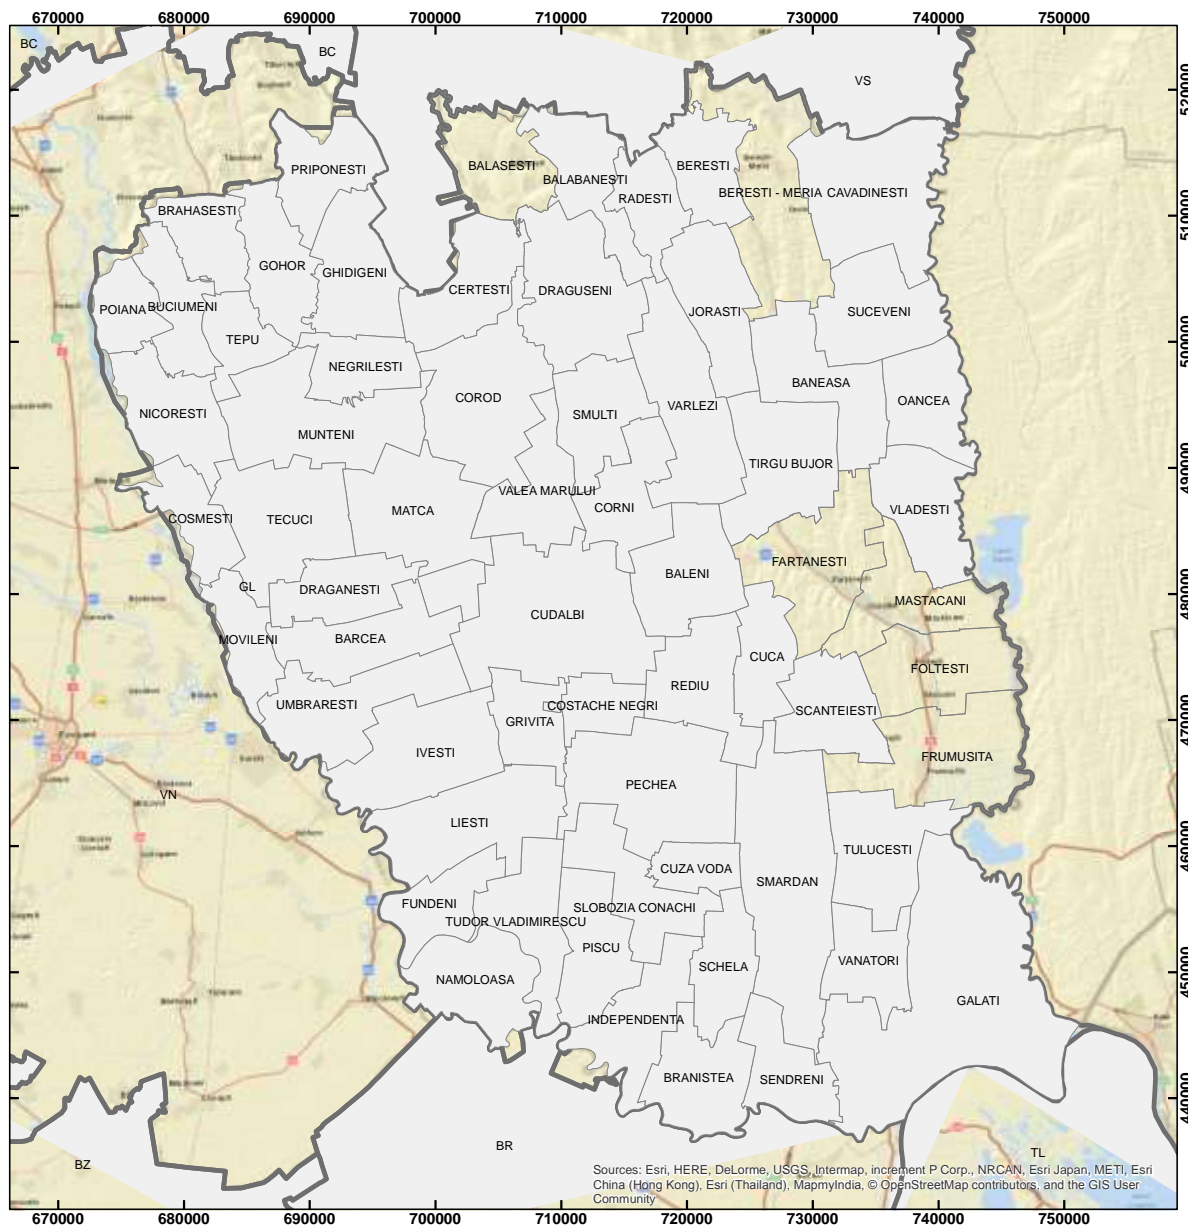 670000 680000 690000 700000 710000 720000 730000 740000 750000
BC
BC
VS
520000
PRIPONESTI
BALASESTI
BALABANESTI
BERESTI
RADESTI
BERESTI - MERIA
CAVADINESTI
510000
BRAHASESTI
GOHOR
GHIDIGENI
CERTESTI
DRAGUSENI
POIANA
BUCIUMENI
JORASTI
SUCEVENI
500000
TEPU
NEGRILESTI
BANEASA
OANCEA
COROD
NICORESTI
SMULTI
VARLEZI
MUNTENI
TIRGU BUJOR
490000
VALEA MARULUI
CORNI
MATCA
VLADESTI
COSMESTI
TECUCI
FARTANESTI
BALENI
GL
DRAGANESTI
MASTACANI
480000
CUDALBI
MOVILENI
BARCEA
CUCA
FOLTESTI
REDIU
UMBRARESTI
COSTACHE NEGRI
SCANTEIESTI
470000
GRIVITA
IVESTI
FRUMUSITA
PECHEA
VN
LIESTI
TULUCESTI
460000
CUZA VODA
SMARDAN
FUNDENI
SLOBOZIA CONACHI
TUDOR VLADIMIRESCU
PISCU
VANATORI
SCHELA
450000
NAMOLOASA
GALATI
INDEPENDENTA
BRANISTEA
SENDRENI
440000
BR
TL
BZ
Sources: Esri, HERE, DeLorme, USGS, Intermap, increment P Corp., NRCAN, Esri Japan, METI, Esri
China (Hong Kong), Esri (Thailand), MapmyIndia, © OpenStreetMap contributors, and the GIS User
Community
670000 680000 690000 700000 710000 720000 730000 740000 750000